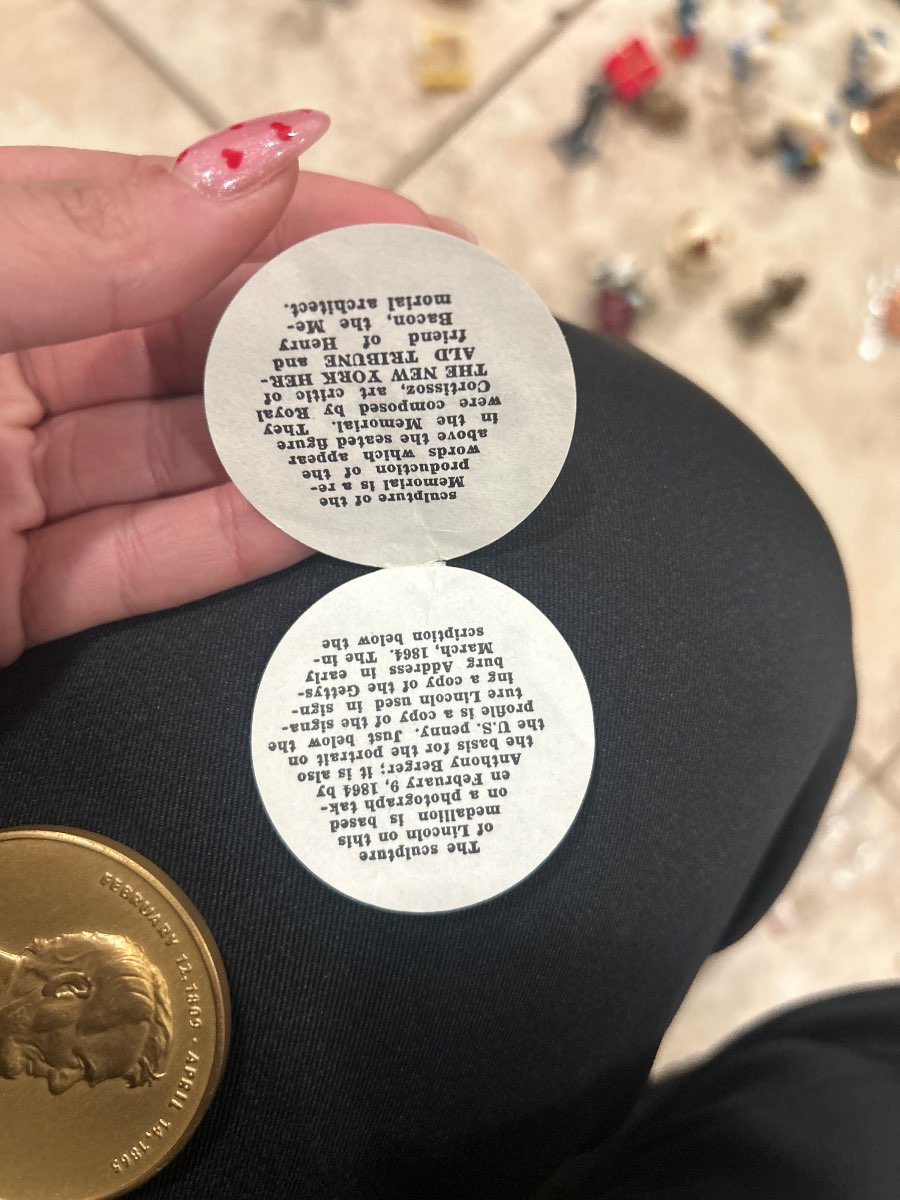 The sculpture
of Lincoln on this
medallion is based
on a photograph tak-
en February 9, 1864 by
Anthony Berger; it is also
the basis for the portrait on
the U.S. penny. Just below the
profile is a copy of the signa-
ture Lincoln used in sign-
ing a copy of the Gettys-
burg Address in early
March, 1864. The in-
scription below the
sculpture of the
Memorial is a re-
production of the
words which appear
above the seated figure
in the Memorial. They
were composed by Royal
Cortissoz, art critic of
THE NEW YORK HER-
ALD TRIBUNE and
friend of Henry
Bacon, the Me-
morial architect.
FEBRUARY 12, 1809 · APRIL 14, 1865